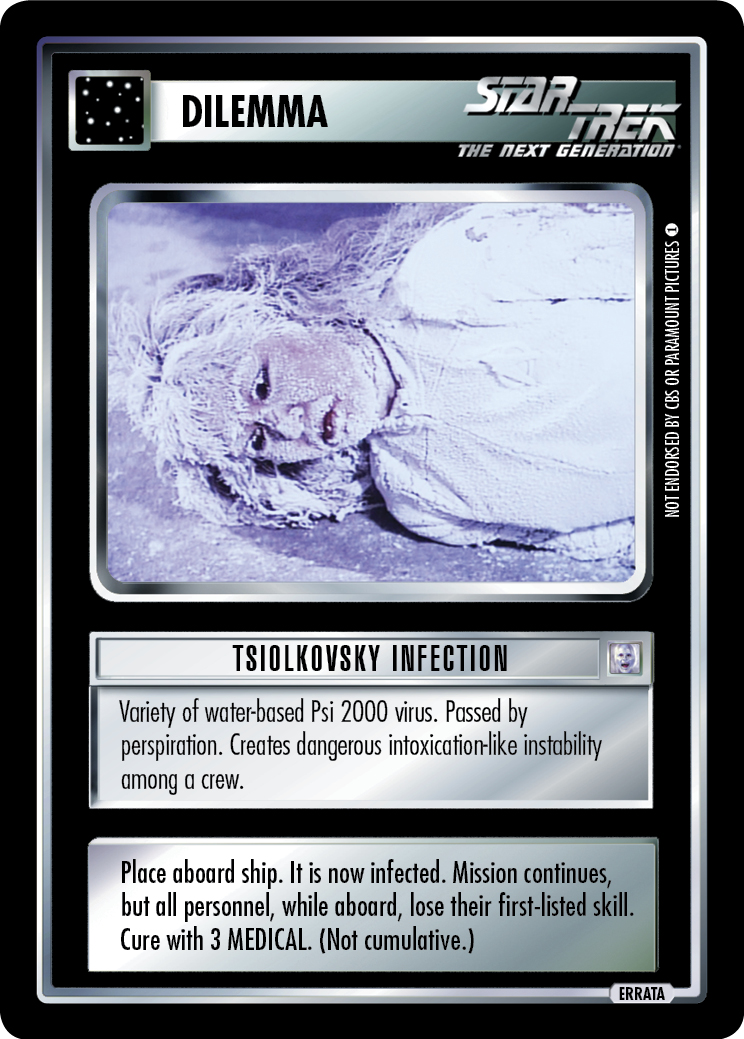 DILEMMA
STAR TREK
THE NEXT GENERATION
NOT ENDORSED BY CBS OR PARAMOUNT PICTURES 1
TSIOLKOVSKY INFECTION
Variety of water-based Psi 2000 virus. Passed by
perspiration. Creates dangerous intoxication-like instability
among a crew.
Place aboard ship. It is now infected. Mission continues,
but all personnel, while aboard, lose their first-listed skill.
Cure with 3 MEDICAL. (Not cumulative.)
ERRATA